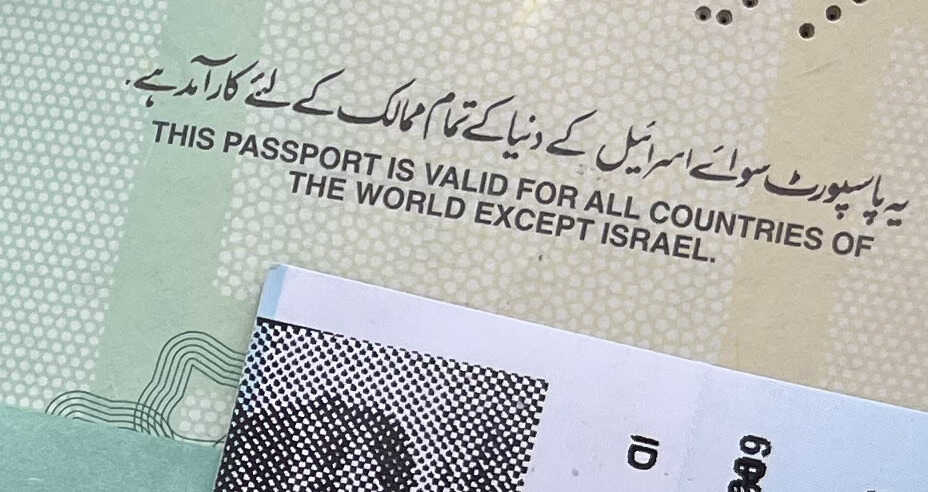 یہ پاسپورٹ سوائے اسرائیل کے دنیا کے تمام ممالک کے لئے کارآمد ہے.
THIS PASSPORT IS VALID FOR ALL COUNTRIES OF
THE WORLD EXCEPT ISRAEL.
ID